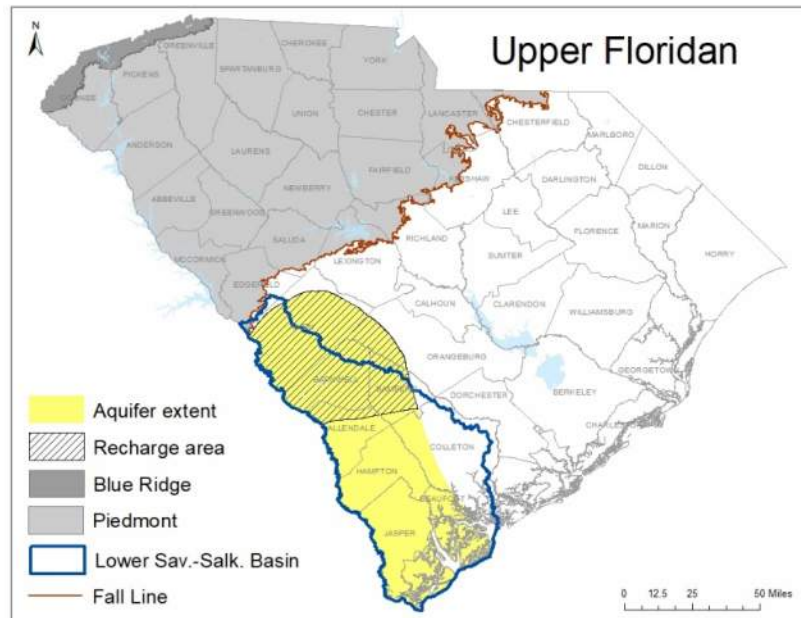 N
Upper Floridan
OCONEE
PICKENS
GREENVILLE
SPARTANBURG
CHEROKEE
YORK
UNION
CHESTER
LANCASTER
CHESTERFIELD
MARLBORO
DILLON
ANDERSON
LAURENS
FAIRFIELD
KERSHAW
DARLINGTON
NEWBERRY
ABBEVILLE
GREENWOOD
LEE
FLORENCE
MARION
HORRY
SALUDA
RICHLAND
SUMTER
MCCORMICK
LEXINGTON
EDGEFIELD
CALHOUN
CLARENDON
WILLIAMSBURG
ORANGEBURG
GEORGETOWN
BARNWELL
BAMBERG
DORCHESTER
BERKELEY
CHARLESTON
ALLENDALE
COLLETON
HAMPTON
BEAUFORT
JASPER
Aquifer extent
Recharge area
Blue Ridge
Piedmont
Lower Sav.-Salk. Basin
Fall Line
0 12.5 25 50 Miles